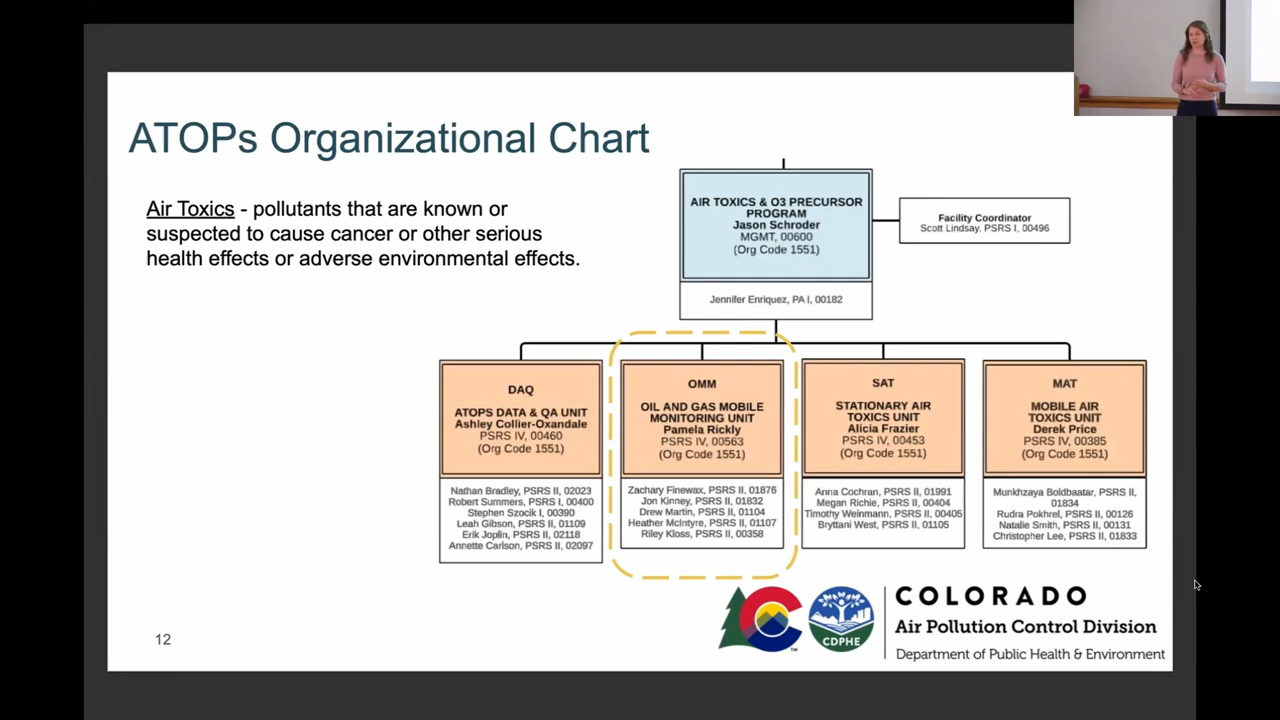 ATOPs Organizational Chart
Air Toxics - pollutants that are known or
suspected to cause cancer or other serious
health effects or adverse environmental effects.
AIR TOXICS & O3 PRECURSOR
PROGRAM
Jason Schroder
MGMT, 00600
(Org Code 1551)
Jennifer Enriquez, PA I, 00182
Facility Coordinator
Scott Lindsay, PSRS I, 00496
DAQ
ATOPS DATA & QA UNIT
Ashley Collier-Oxandale
PSRS IV, 00460
(Org Code 1551)
Nathan Bradley, PSRS II, 02023
Robert Summers, PSRS I, 00400
Stephen Szocik I, 00390
Leah Gibson, PSRS II, 01109
Erik Joplin, PSRS II, 02118
Annette Carlson, PSRS II, 02097
OMM
OIL AND GAS MOBILE
MONITORING UNIT
Pamela Rickly
PSRS IV, 00563
(Org Code 1551)
Zachary Finewax, PSRS II, 01876
Jon Kinney, PSRS II, 01832
Drew Martin, PSRS II, 01104
Heather McIntyre, PSRS II, 01107
Riley Kloss, PSRS II, 00358
SAT
STATIONARY AIR
TOXICS UNIT
Alicia Frazier
PSRS IV, 00453
(Org Code 1551)
Anna Cochran, PSRS II, 01991
Megan Richie, PSRS II, 00404
Timothy Weinmann, PSRS II, 00405
Bryttani West, PSRS II, 01105
MAT
MOBILE AIR
TOXICS UNIT
Derek Price
PSRS IV, 00385
(Org Code 1551)
Munkhzaya Boldbaatar, PSRS II,
01834
Rudra Pokhrel, PSRS II, 00126
Natalie Smith, PSRS II, 00131
Christopher Lee, PSRS II, 01833
12
TM
CDPHE
COLORADO
Air Pollution Control Division
Department of Public Health & Environment